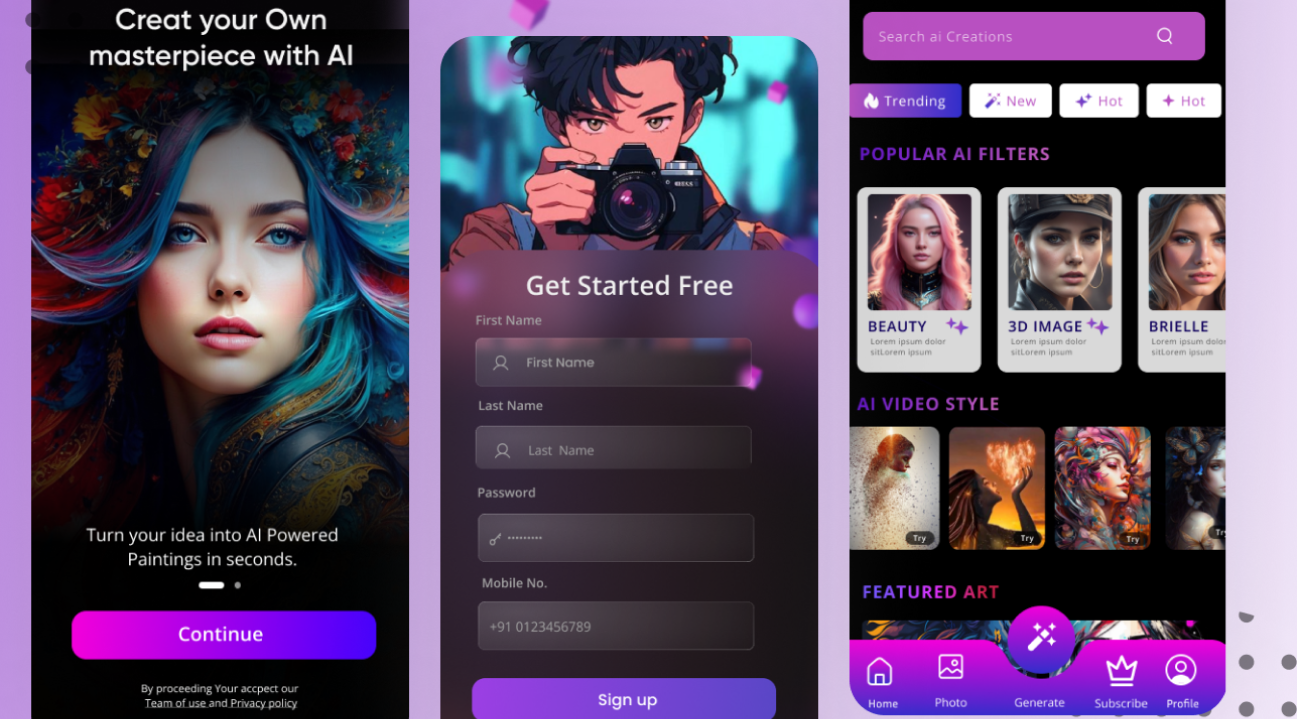 Creat your Own
masterpiece with AI
Turn your idea into AI Powered
Paintings in seconds.
Continue
By proceeding Your accpect our
Team of use and Privacy policy
Get Started Free
First Name
First Name
Last Name
Last Name
Password
Mobile No.
+91 0123456789
Sign up
Search ai Creations
Trending
New
Hot
Hot
POPULAR AI FILTERS
BEAUTY
Lorem ipsum dolor
sitLorem ipsum
3D IMAGE
Lorem ipsum dolor
sitLorem ipsum
BRIELLE
Lorem ipsum dolor
sitLorem ipsum
AI VIDEO STYLE
Try
Try
Try
Try
FEATURED ART
Home
Photo
Generate
Subscribe
Profile